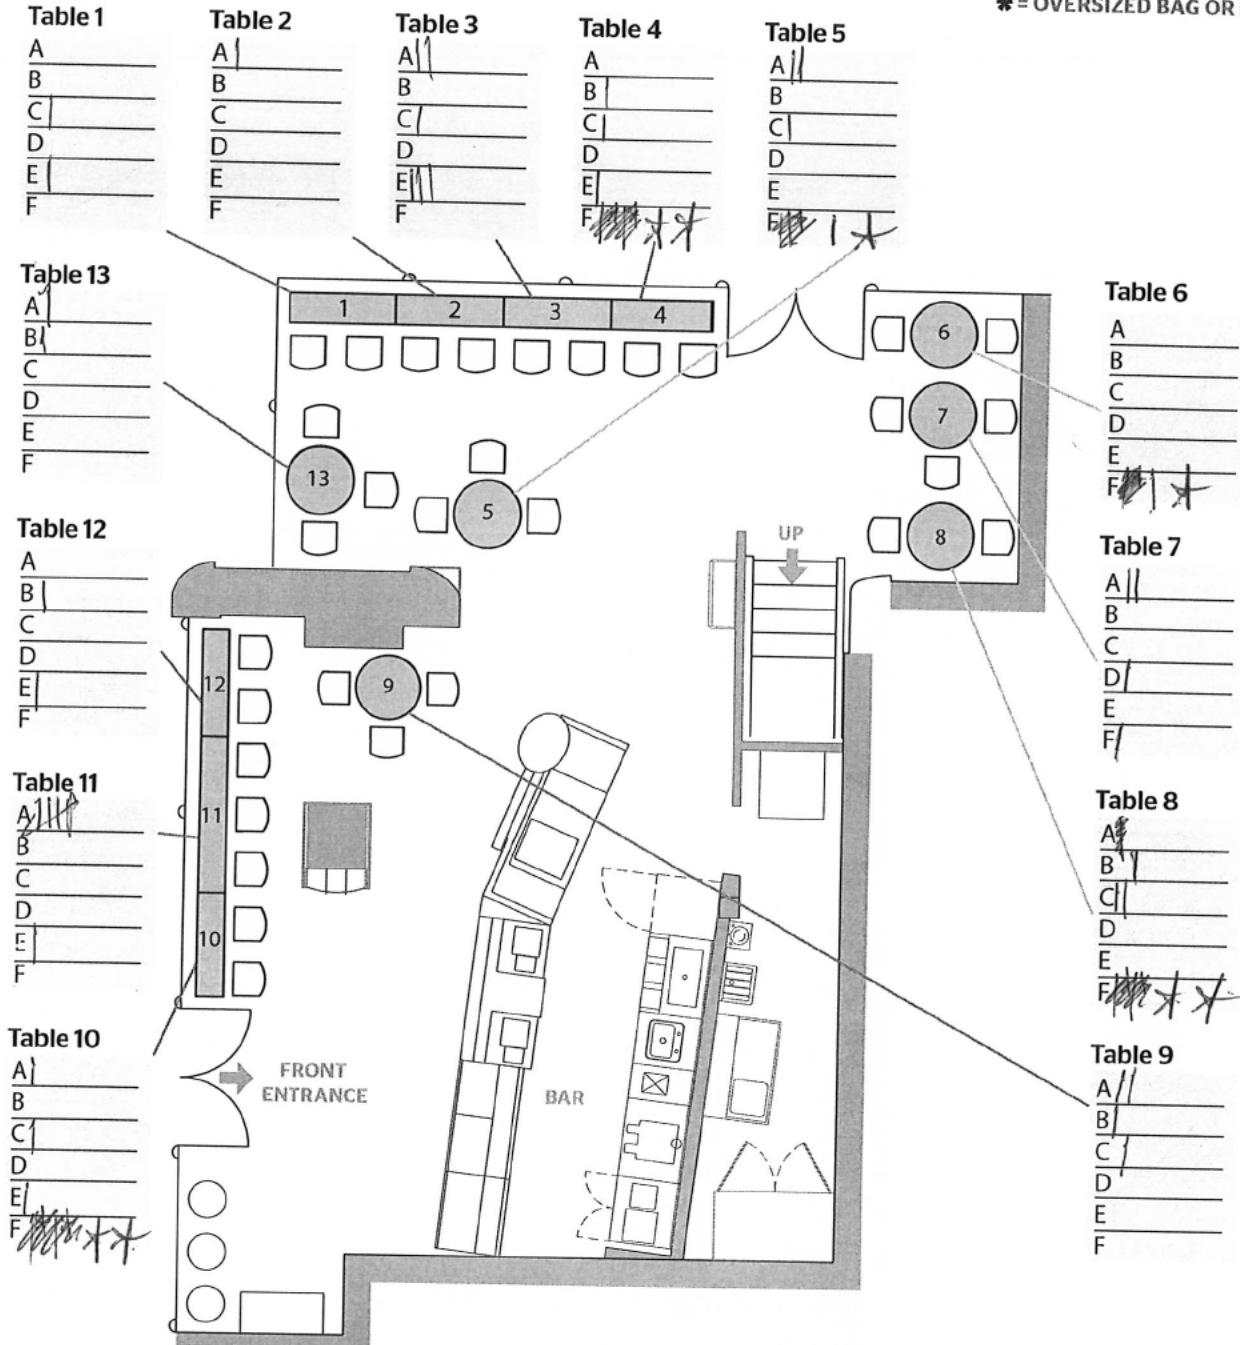 * = OVERSIZED BAG OR
Table 1
A
B
C |
D
E |
F
Table 2
A |
B
C
D
E
F
Table 3
A ||
B
C |
D
E |||
F
Table 4
A
B |
C |
D
E |
F * *
Table 5
A ||
B
C |
D
E
F | *
Table 13
A |
B |
C
D
E
F
Table 6
A
B
C
D
E
F | *
Table 12
A
B |
C
D
E |
F
Table 7
A ||
B
C
D |
E
F |
Table 11
A
B
C
D
E |
F
Table 8
A
B |
C ||
D
E
F * *
Table 10
A |
B
C |
D
E |
F * *
Table 9
A ||
B |
C |
D
E
F
1
2
3
4
6
7
13
5
8
UP
12
9
11
10
FRONT
ENTRANCE
BAR